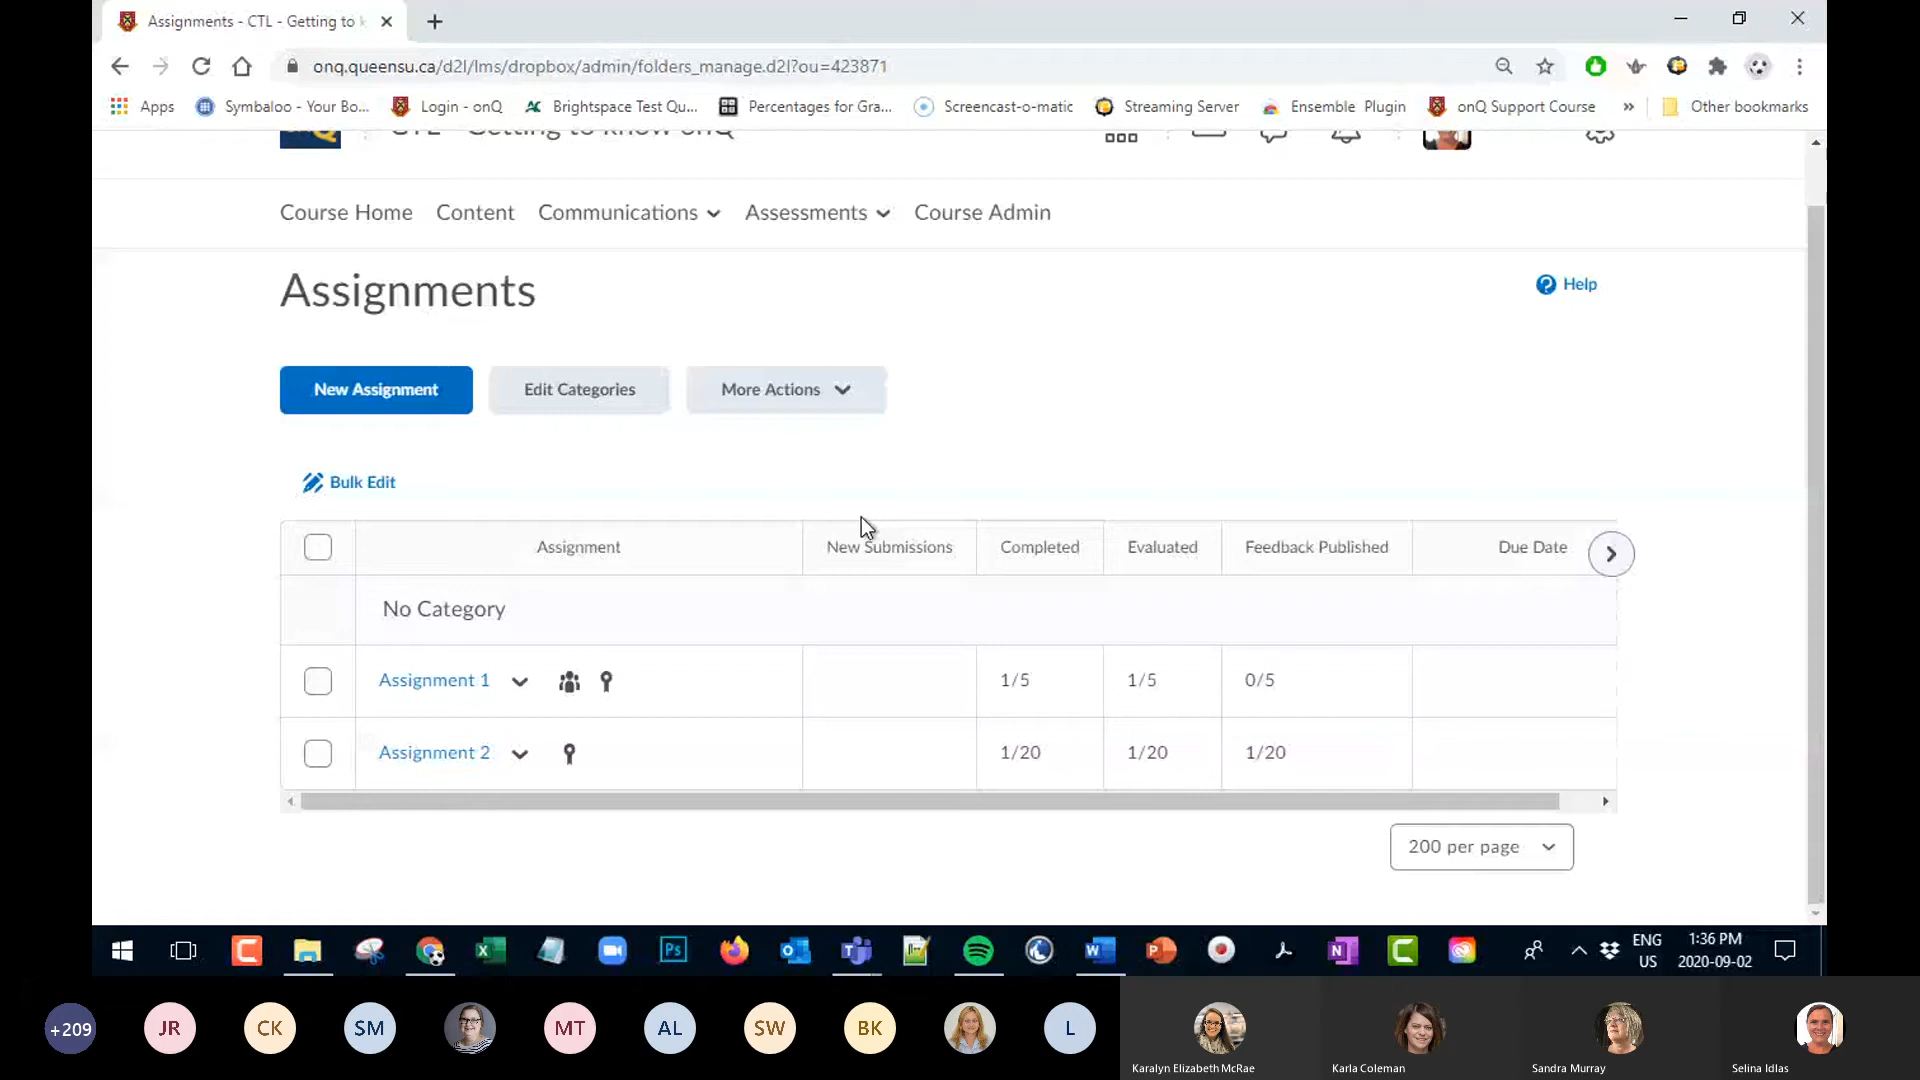 Assignments - CTL - Getting to k
onq.queensu.ca/d2l/lms/dropbox/admin/folders_manage.d2l?ou=423871
Apps Symbaloo - Your Bo... Login - onQ Brightspace Test Qu... Percentages for Gra... Screencast-o-matic Streaming Server Ensemble Plugin onQ Support Course » Other bookmarks
CTL - Getting to know onQ
Course Home Content Communications Assessments Course Admin
Assignments
Help
New Assignment Edit Categories More Actions
Bulk Edit
Assignment New Submissions Completed Evaluated Feedback Published Due Date
No Category
Assignment 1 1/5 1/5 0/5
Assignment 2 1/20 1/20 1/20
200 per page
ENG 1:36 PM
US 2020-09-02
+209 JR CK SM MT AL SW BK L
Karalyn Elizabeth McRae Karla Coleman Sandra Murray Selina Idlas